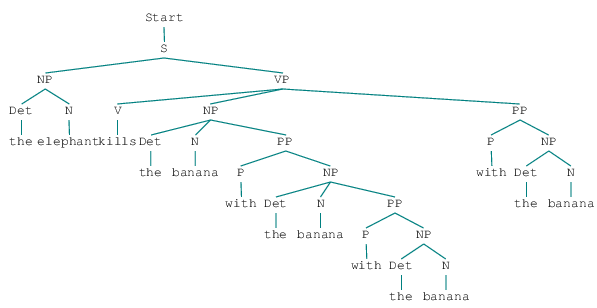 Start
S
NP VP
Det N V NP PP
the elephant kills Det N PP P NP
the banana P NP with Det N
with Det N PP the banana
the banana P NP
with Det N
the banana